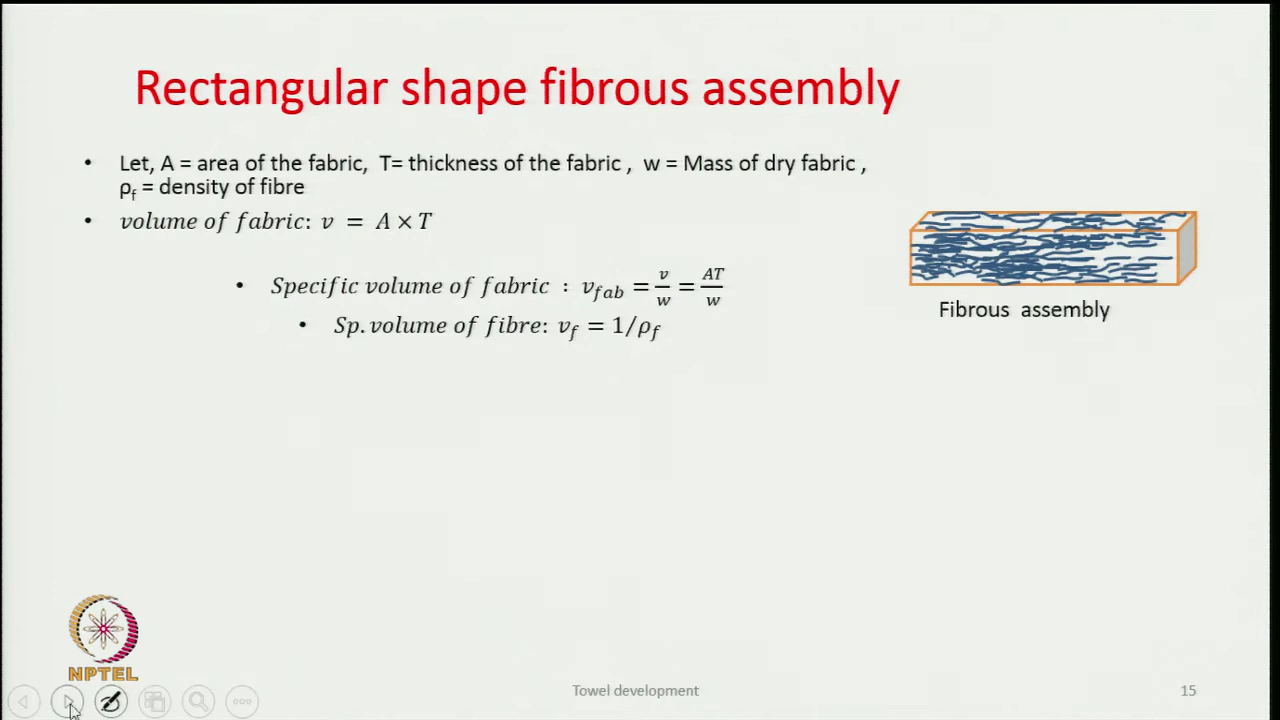 Rectangular shape fibrous assembly
• Let, A = area of the fabric, T= thickness of the fabric , w = Mass of dry fabric ,
ρf = density of fibre
• volume of fabric: v = A × T
• Specific volume of fabric : vfab = v/w = AT/w
• Sp. volume of fibre: vf = 1/ρf
Fibrous assembly
NPTEL
Towel development
15